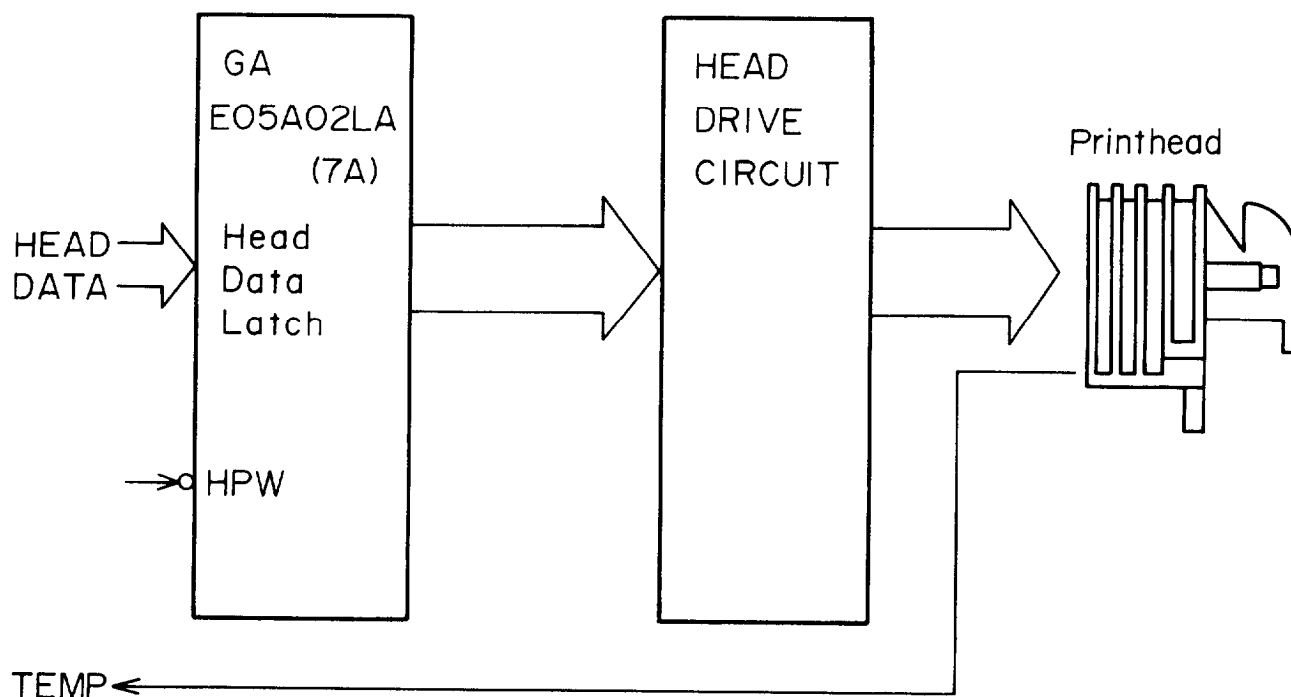 GA
E05A02LA
(7A)
HEAD
DATA
Head
Data
Latch
HPW
HEAD
DRIVE
CIRCUIT
Printhead
TEMP